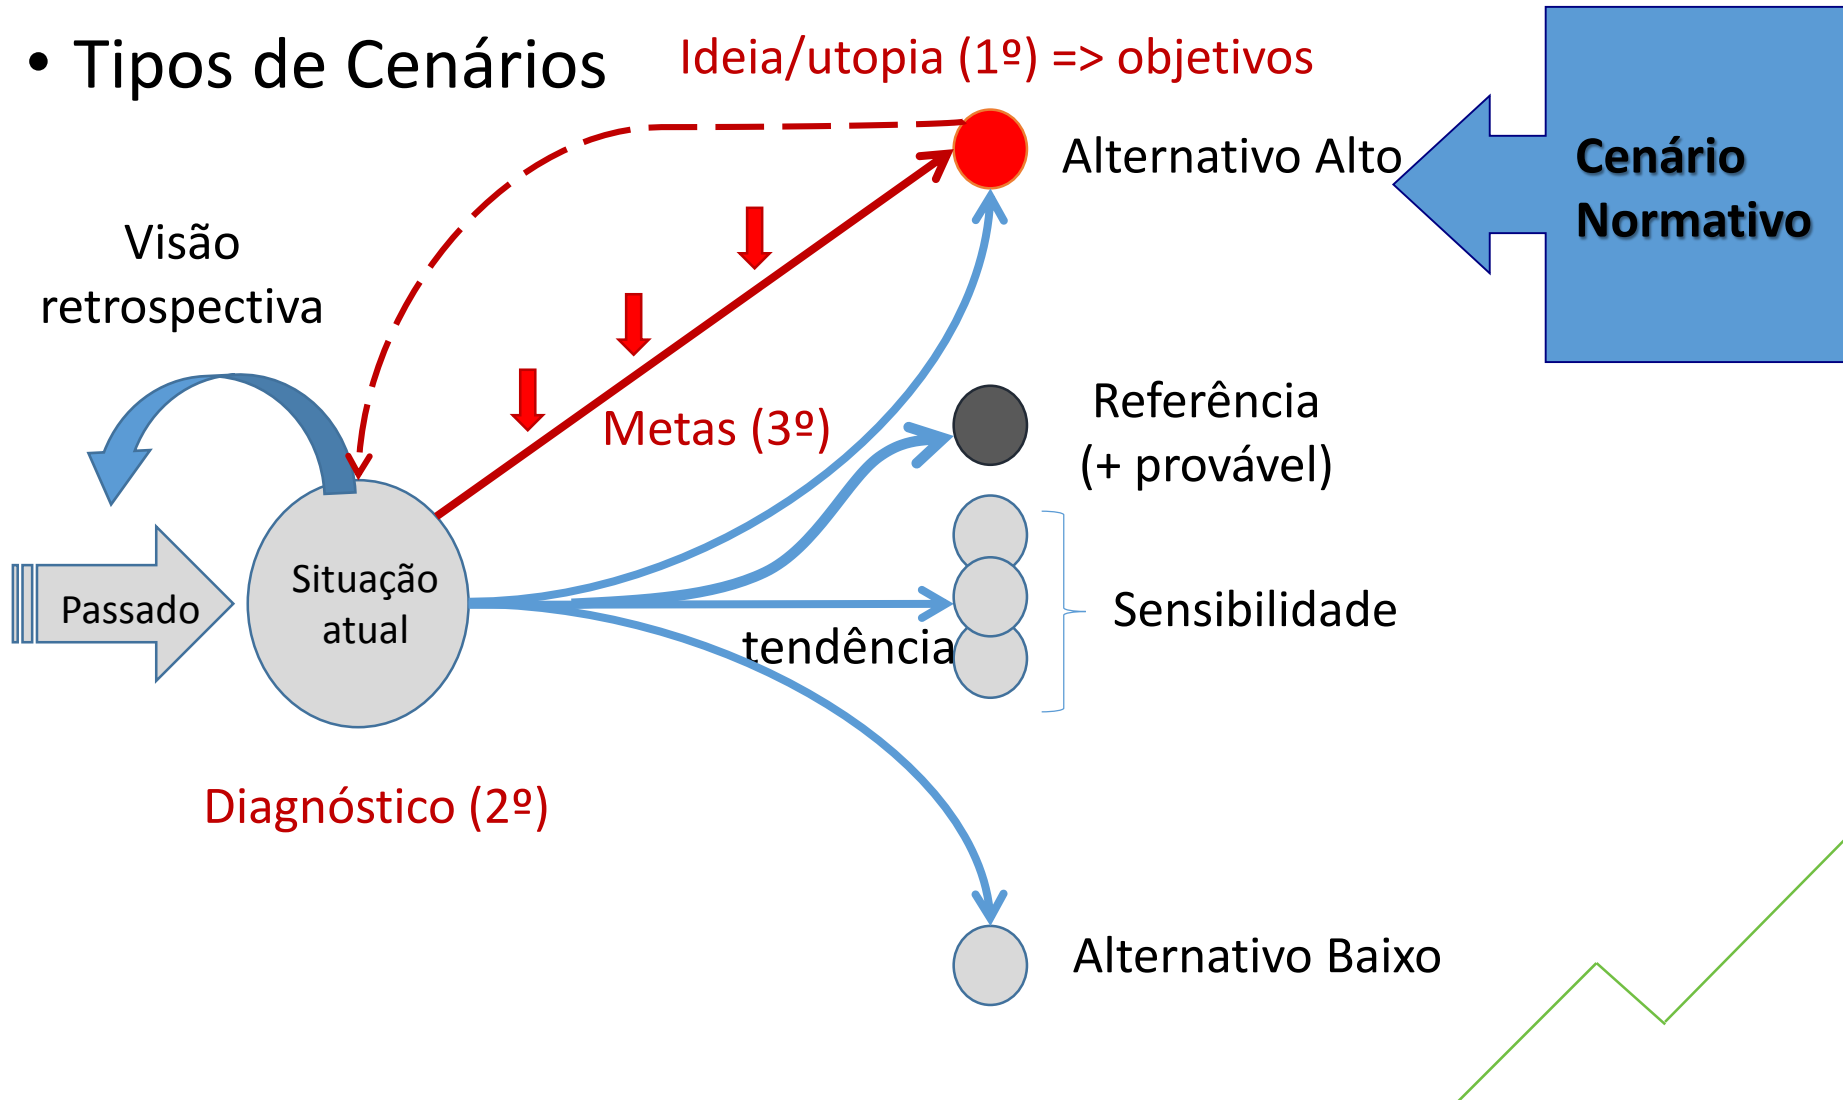 • Tipos de Cenários
Ideia/utopia (1º) => objetivos
Alternativo Alto
Cenário
Normativo
Visão
retrospectiva
Metas (3º)
Referência
(+ provável)
Passado
Situação
atual
tendência
Sensibilidade
Diagnóstico (2º)
Alternativo Baixo